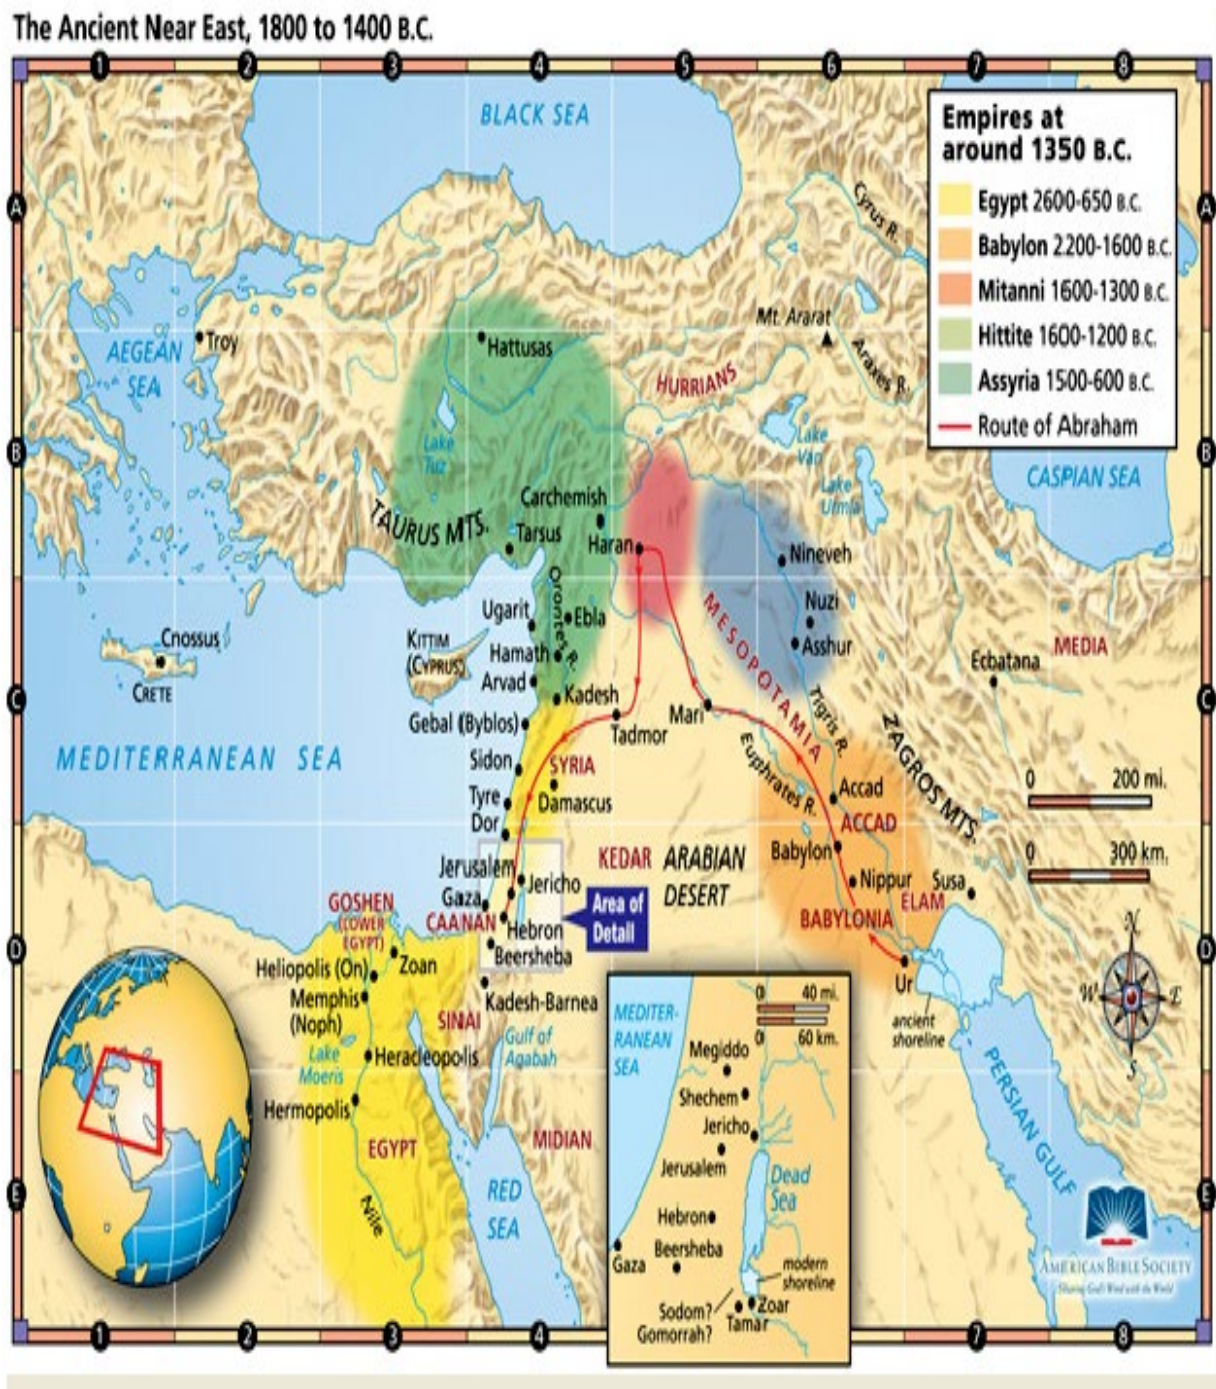 The Ancient Near East, 1800 to 1400 B.C.
1 2 3 4 5 6 7 8
A
B
C
D
E
A
B
C
D
E
BLACK SEA
Empires at
around 1350 B.C.
Egypt 2600-650 B.C.
Babylon 2200-1600 B.C.
Mitanni 1600-1300 B.C.
Hittite 1600-1200 B.C.
Assyria 1500-600 B.C.
Route of Abraham
Cyrus R.
Mt. Ararat
Araxes R.
AEGEAN
SEA
Troy
Hattusas
HURRIANS
Lake
Tuz
Lake
Van
Lake
Urmia
CASPIAN SEA
TAURUS MTS.
Carchemish
Tarsus
Haran
Nineveh
Nuzi
Asshur
MESOPOTAMIA
Orontes R.
Ugarit
Ebla
Hamath
Arvad
Kadesh
Gebal (Byblos)
KITTIM
(CYPRUS)
Cnossus
CRETE
MEDITERRANEAN SEA
Tadmor
Mari
Tigris R.
Euphrates R.
ZAGROS MTS.
Ecbatana
MEDIA
Sidon
SYRIA
Damascus
Tyre
Dor
Accad
ACCAD
0 200 mi.
0 300 km.
Jerusalem
Jericho
Gaza
CAANAN
Hebron
Beersheba
Kadesh-Barnea
KEDAR
ARABIAN
DESERT
Area of
Detail
Babylon
Nippur
Susa
ELAM
BABYLONIA
Ur
ancient
shoreline
PERSIAN GULF
N
W E
S
GOSHEN
(LOWER
EGYPT)
Heliopolis (On)
Zoan
Memphis
(Noph)
SINAI
Gulf of
Aqabah
Lake
Moeris
Heracleopolis
Hermopolis
EGYPT
Nile
MIDIAN
RED
SEA
MEDITER-
RANEAN
SEA
0 40 mi.
0 60 km.
Megiddo
Shechem
Jericho
Jerusalem
Dead
Sea
Hebron
Beersheba
Gaza
modern
shoreline
Sodom?
Gomorrah?
Zoar
Tamar
AMERICAN BIBLE SOCIETY
Sharing God's Word with the World